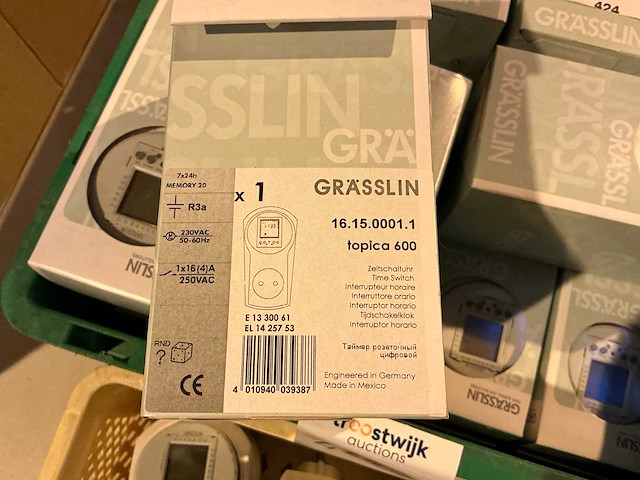 424
GRÄSSLIN
SSLIN
GRÄ
GRÄSSLIN
7x24h
MEMORY 20
x 1
GRÄSSLIN
R3a
16.15.0001.1
230VAC
50-60Hz
topica 600
1x16(4)A
250VAC
Zeitschaltuhr
Time Switch
Interrupteur horaire
Interruttore orario
Interruptor horario
Tijdschakelklok
Interruptor horario
E 13 300 61
EL 14 257 53
Таймер розеточный
цифровой
RND
?
CE
Engineered in Germany
Made in Mexico
4 010940 039387
GRÄSSLIN
troostwijk
auctions